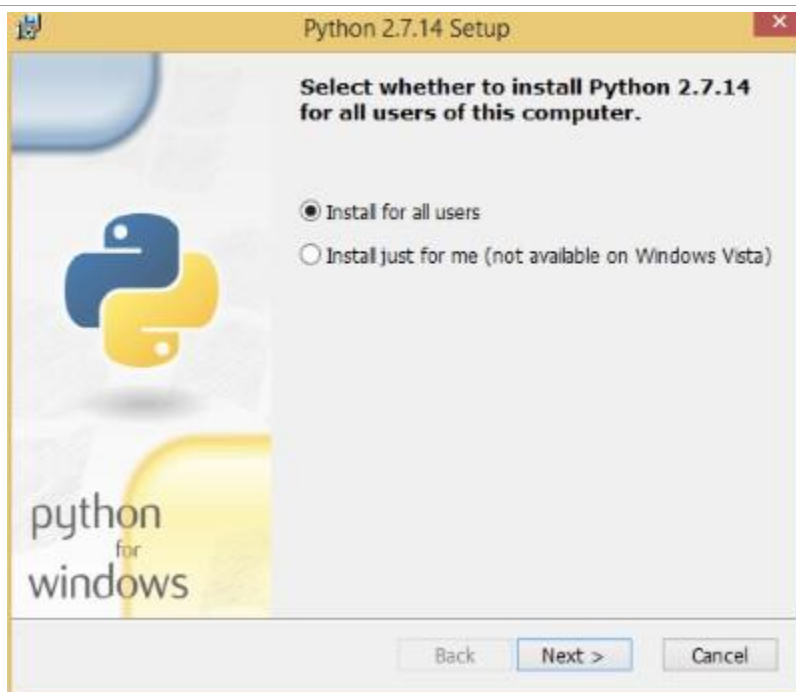 Python 2.7.14 Setup
Select whether to install Python 2.7.14
for all users of this computer.
Install for all users
Install just for me (not available on Windows Vista)
python
for
windows
Back
Next >
Cancel